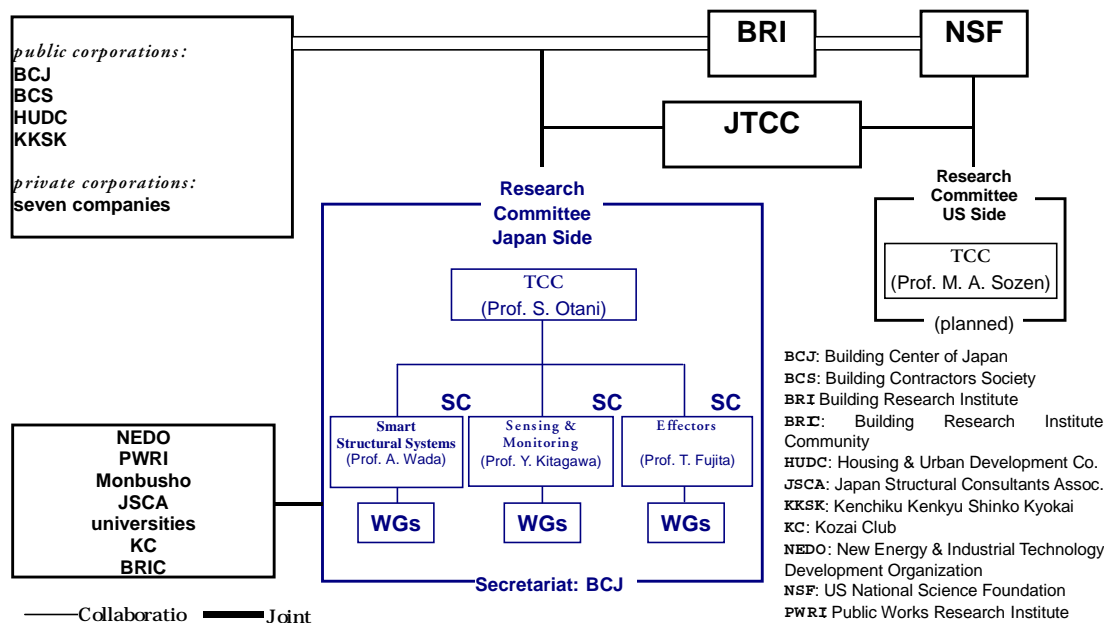 public corporations:
BCJ
BCS
HUDC
KKSK
private corporations:
seven companies
BRI
NSF
JTCC
Research
Committee
Japan Side
TCC
(Prof. S. Otani)
SC
SC
SC
Smart
Structural Systems
(Prof. A. Wada)
Sensing &
Monitoring
(Prof. Y. Kitagawa)
Effectors
(Prof. T. Fujita)
WGs
WGs
WGs
Secretariat: BCJ
Research
Committee
US Side
TCC
(Prof. M. A. Sozen)
(planned)
NEDO
PWRI
Monbusho
JSCA
universities
KC
BRIC
Collaboratio
Joint
BCJ: Building Center of Japan
BCS: Building Contractors Society
BRI Building Research Institute
BRIC: Building Research Institute
Community
HUDC: Housing & Urban Development Co.
JSCA: Japan Structural Consultants Assoc.
KKSK: Kenchiku Kenkyu Shinko Kyokai
KC: Kozai Club
NEDO: New Energy & Industrial Technology
Development Organization
NSF: US National Science Foundation
PWRI Public Works Research Institute